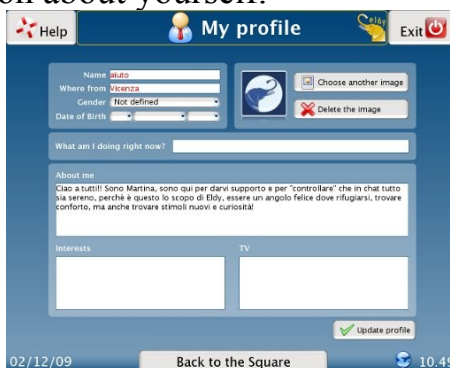 on about yourself.
Help
My profile
Eldy
Exit
Name aiuto
Where from Vicenza
Gender Not defined
Date of Birth
Choose another image
Delete the image
What am I doing right now?
About me
Ciao a tutti!! Sono Martina, sono qui per darvi supporto e per "controllare" che in chat tutto
sia sereno, perchè è questo lo scopo di Eldy, essere un angolo felice dove rifugiarsi, trovare
conforto, ma anche trovare stimoli nuovi e curiosità!
Interests
TV
Update profile
02/12/09
Back to the Square
10.49